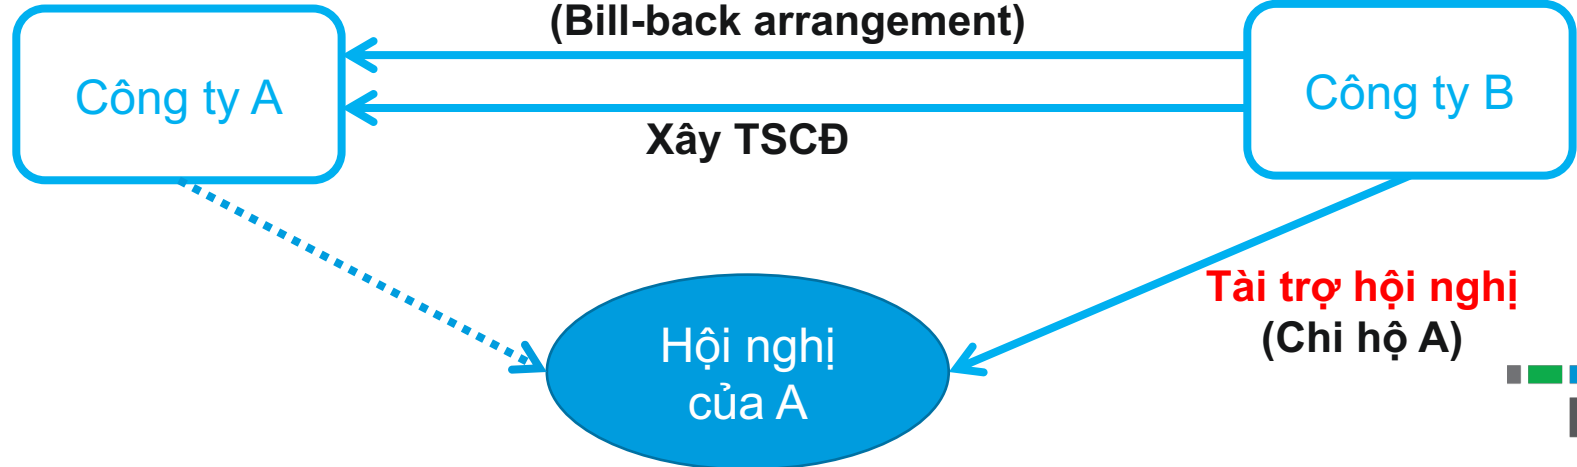 (Bill-back arrangement)
Công ty A
Công ty B
Xây TSCĐ
Tài trợ hội nghị
(Chi hộ A)
Hội nghị
của A